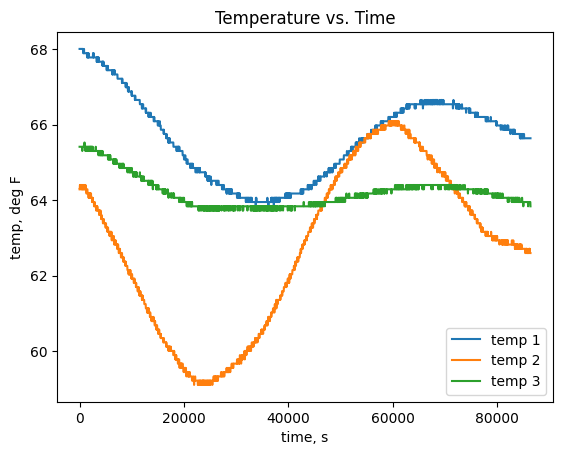 Temperature vs. Time
temp, deg F
68
66
64
62
60
0
20000
40000
60000
80000
time, s
temp 1
temp 2
temp 3